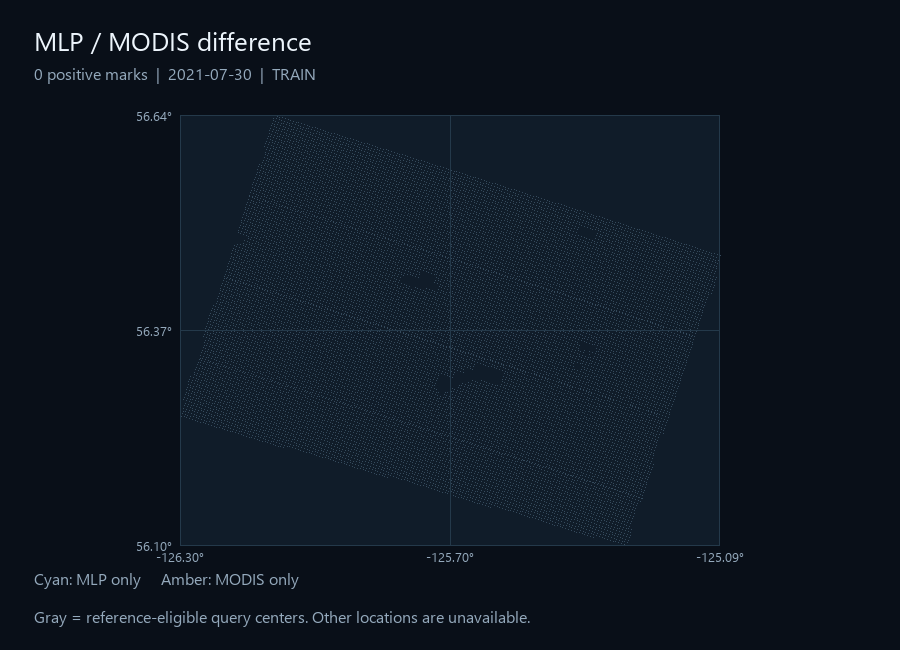 MLP / MODIS difference
0 positive marks | 2021-07-30 | TRAIN
56.64°
56.37°
56.10°
-126.30° -125.70° -125.09°
Cyan: MLP only Amber: MODIS only
Gray = reference-eligible query centers. Other locations are unavailable.